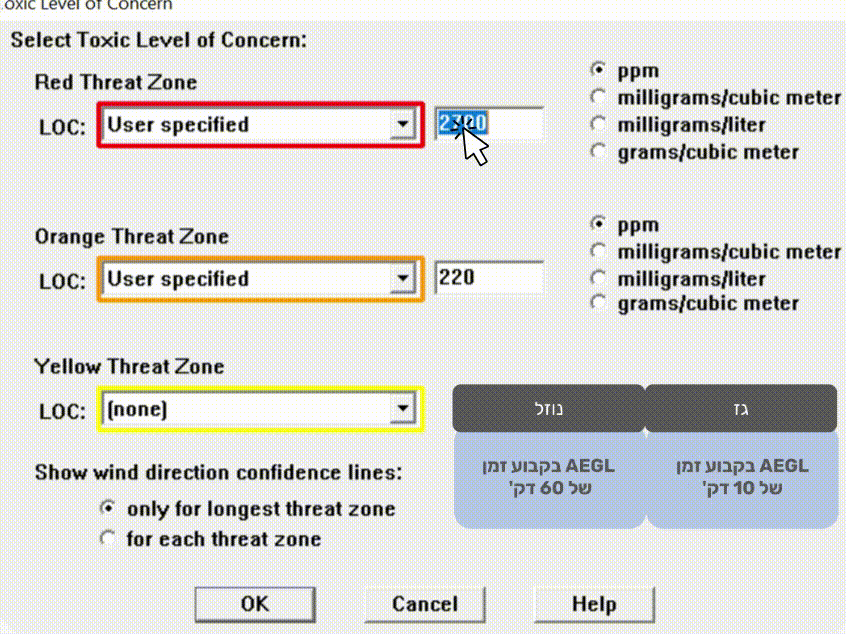 oxic Level of Concern
Select Toxic Level of Concern:
Red Threat Zone
LOC: User specified
ppm
milligrams/cubic meter
milligrams/liter
grams/cubic meter
Orange Threat Zone
LOC: User specified 220
ppm
milligrams/cubic meter
milligrams/liter
grams/cubic meter
Yellow Threat Zone
LOC: (none)
גז
נוזל
AEGL בקבוע זמן
של 10 דק'
AEGL בקבוע זמן
של 60 דק'
Show wind direction confidence lines:
only for longest threat zone
for each threat zone
OK
Cancel
Help